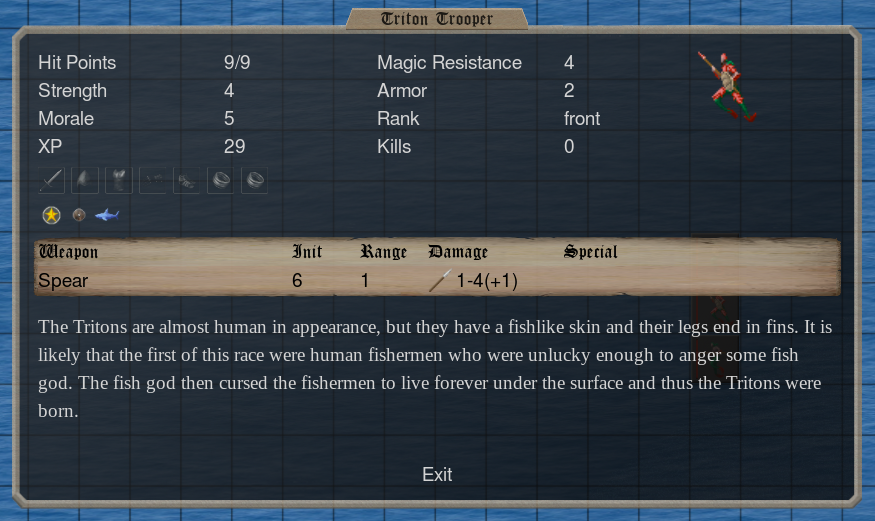 Triton Trooper
Hit Points 9/9 Magic Resistance 4
Strength 4 Armor 2
Morale 5 Rank front
XP 29 Kills 0
Weapon Init Range Damage Special
Spear 6 1 1-4(+1)
The Tritons are almost human in appearance, but they have a fishlike skin and their legs end in fins. It is
likely that the first of this race were human fishermen who were unlucky enough to anger some fish
god. The fish god then cursed the fishermen to live forever under the surface and thus the Tritons were
born.
Exit